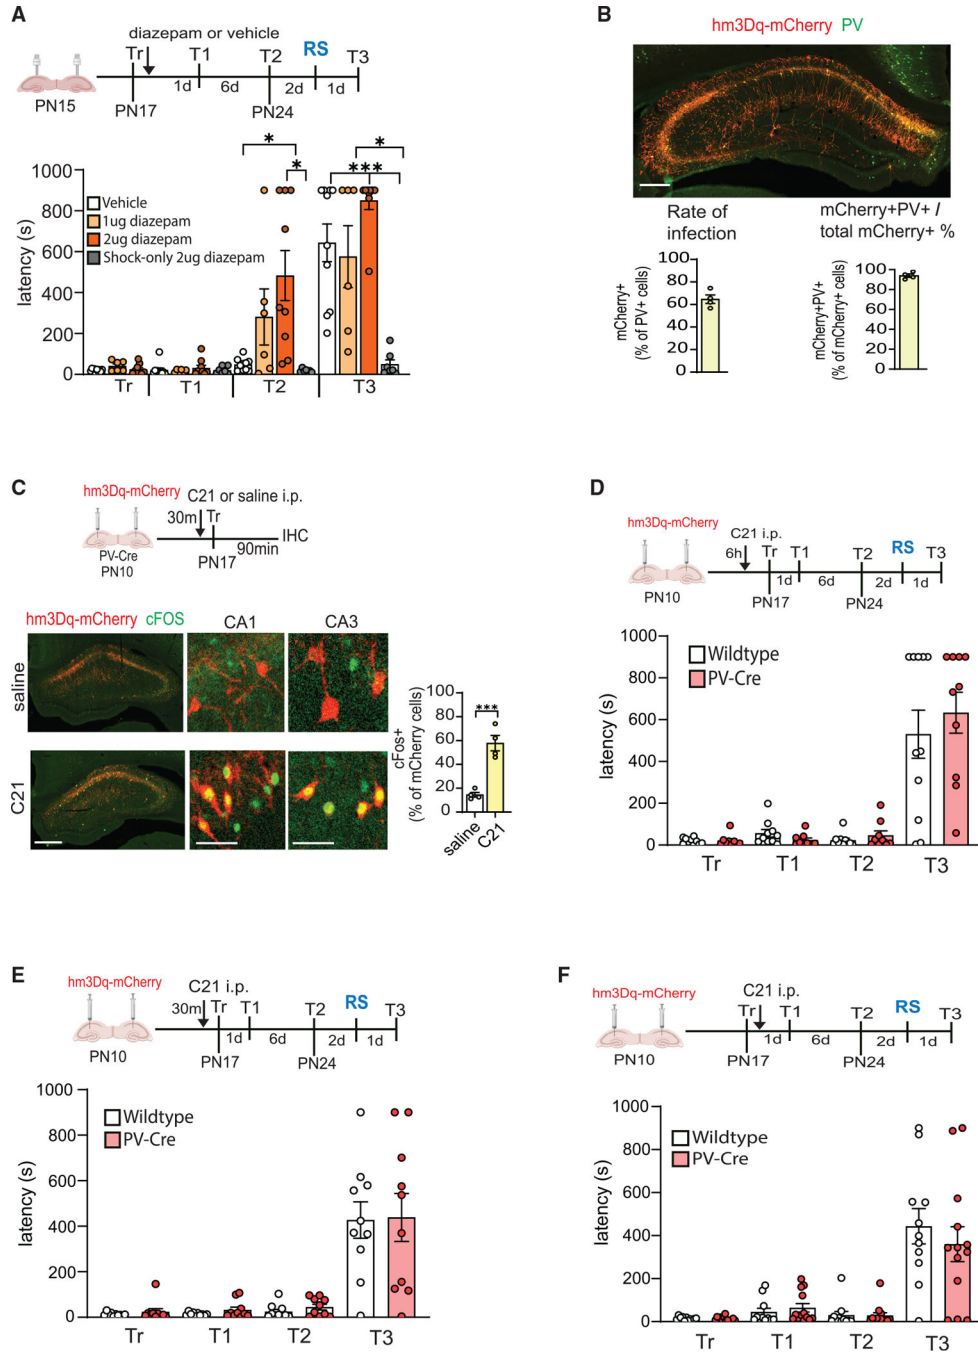 A
diazepam or vehicle
Tr T1 T2 RS T3
1d 6d 2d 1d
PN15 PN17 PN24
* *
* ***
latency (s)
1000
800
600
400
200
0
Vehicle
1ug diazepam
2ug diazepam
Shock-only 2ug diazepam
Tr T1 T2 T3
B
hm3Dq-mCherry PV
Rate of
infection
mCherry+
(% of PV+ cells)
100
80
60
40
20
0
mCherry+PV+ /
total mCherry+ %
mCherry+PV+
(% of mCherry+ cells)
100
80
60
40
20
0
C
hm3Dq-mCherry C21 or saline i.p.
30m Tr
90min IHC
PV-Cre
PN10 PN17
hm3Dq-mCherry cFOS CA1 CA3
saline
C21
cFos+
(% of mCherry cells)
100
80
60
40
20
0
***
saline C21
D
hm3Dq-mCherry
C21 i.p.
6h Tr T1 T2 RS T3
1d 6d 2d 1d
PN10 PN17 PN24
latency (s)
1000
800
600
400
200
0
Wildtype
PV-Cre
Tr T1 T2 T3
E
hm3Dq-mCherry
C21 i.p.
30m Tr T1 T2 RS T3
1d 6d 2d 1d
PN10 PN17 PN24
latency (s)
1000
800
600
400
200
0
Wildtype
PV-Cre
Tr T1 T2 T3
F
hm3Dq-mCherry
C21 i.p.
Tr T1 T2 RS T3
1d 6d 2d 1d
PN10 PN17 PN24
latency (s)
1000
800
600
400
200
0
Wildtype
PV-Cre
Tr T1 T2 T3